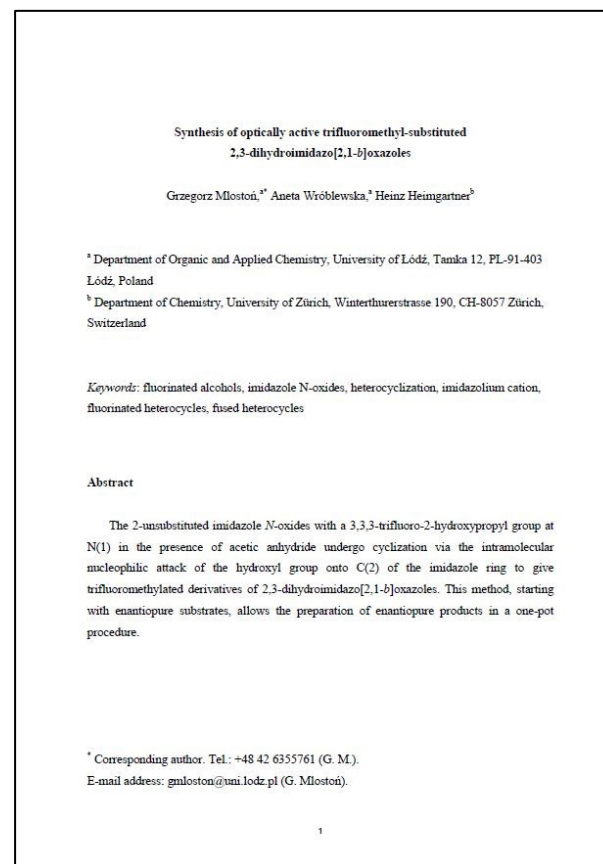 Synthesis of optically active trifluoromethyl-substituted
2,3-dihydroimidazo[2,1-b]oxazoles
Grzegorz Mlostoń,a* Aneta Wróblewska,a Heinz Heimgartnerb
a Department of Organic and Applied Chemistry, University of Łódź, Tamka 12, PL-91-403
Łódź, Poland
b Department of Chemistry, University of Zürich, Winterthurerstrasse 190, CH-8057 Zürich,
Switzerland
Keywords: fluorinated alcohols, imidazole N-oxides, heterocyclization, imidazolium cation,
fluorinated heterocycles, fused heterocycles
Abstract
The 2-unsubstituted imidazole N-oxides with a 3,3,3-trifluoro-2-hydroxypropyl group at
N(1) in the presence of acetic anhydride undergo cyclization via the intramolecular
nucleophilic attack of the hydroxyl group onto C(2) of the imidazole ring to give
trifluoromethylated derivatives of 2,3-dihydroimidazo[2,1-b]oxazoles. This method, starting
with enantiopure substrates, allows the preparation of enantiopure products in a one-pot
procedure.
* Corresponding author. Tel.: +48 42 6355761 (G. M.).
E-mail address: gmloston@uni.lodz.pl (G. Mlostoń).
1